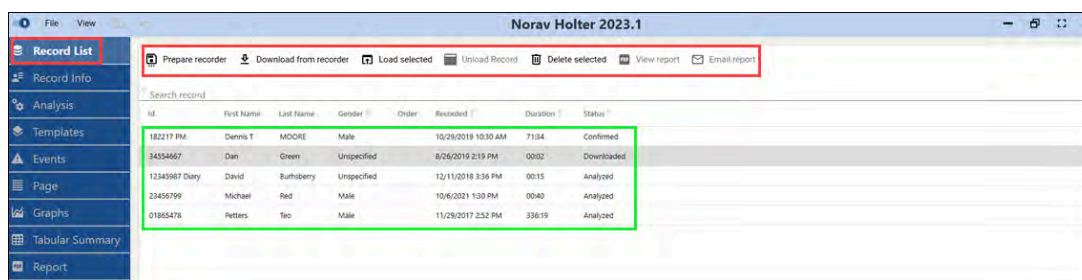 File View Norav Holter 2023.1
Record List
Record Info
Analysis
Templates
Events
Page
Graphs
Tabular Summary
Report
Prepare recorder Download from recorder Load selected Unload Record Delete selected View report Email report
Search record
Id First Name Last Name Gender Order Recorded Duration Status
182217 PM Dennis T MOORE Male 10/29/2019 10:30 AM 71:34 Confirmed
34554667 Dan Green Unspecified 8/26/2019 2:19 PM 00:02 Downloaded
12345987 Diary David Burhsberry Unspecified 12/11/2018 3:36 PM 00:15 Analyzed
23456799 Michael Red Male 10/6/2021 1:30 PM 00:40 Analyzed
01865478 Petters Teo Male 11/29/2017 2:52 PM 336:19 Analyzed